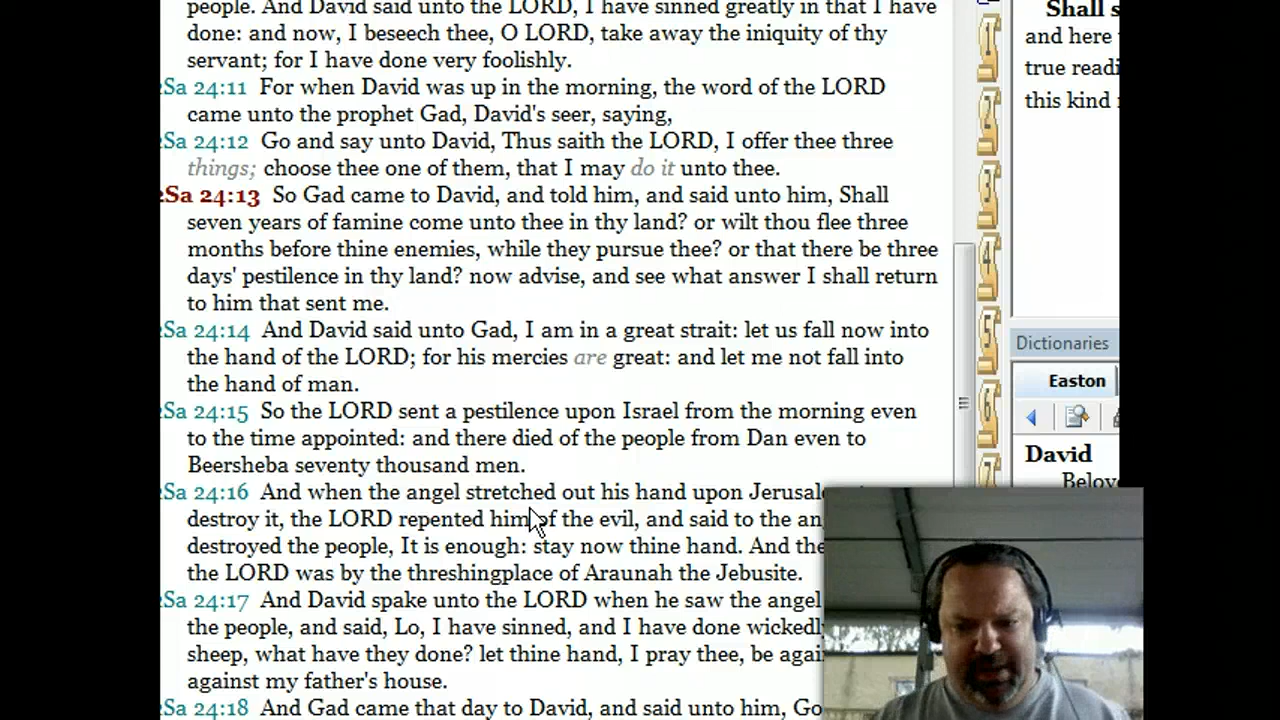 people. And David said unto the LORD, I have sinned greatly in that I have
done: and now, I beseech thee, O LORD, take away the iniquity of thy
servant; for I have done very foolishly.
Sa 24:11 For when David was up in the morning, the word of the LORD
came unto the prophet Gad, David's seer, saying,
Sa 24:12 Go and say unto David, Thus saith the LORD, I offer thee three
things; choose thee one of them, that I may do it unto thee.
Sa 24:13 So Gad came to David, and told him, and said unto him, Shall
seven years of famine come unto thee in thy land? or wilt thou flee three
months before thine enemies, while they pursue thee? or that there be three
days' pestilence in thy land? now advise, and see what answer I shall return
to him that sent me.
Sa 24:14 And David said unto Gad, I am in a great strait: let us fall now into
the hand of the LORD; for his mercies are great: and let me not fall into
the hand of man.
Sa 24:15 So the LORD sent a pestilence upon Israel from the morning even
to the time appointed: and there died of the people from Dan even to
Beersheba seventy thousand men.
Sa 24:16 And when the angel stretched out his hand upon
destroy it, the LORD repented him of the evil, and said to the
destroyed the people, It is enough: stay now thine hand. And
the LORD was by the threshingplace of Araunah the Jebusite.
Sa 24:17 And David spake unto the LORD when he saw the angel
the people, and said, Lo, I have sinned, and I have done
sheep, what have they done? let thine hand, I pray thee, be
against my father's house.
Sa 24:18 And Gad came that day to David, and said unto him, Go
Shall
and here
true
this kind
1
2
3
4
5
6
7
Dictionaries
Easton
David